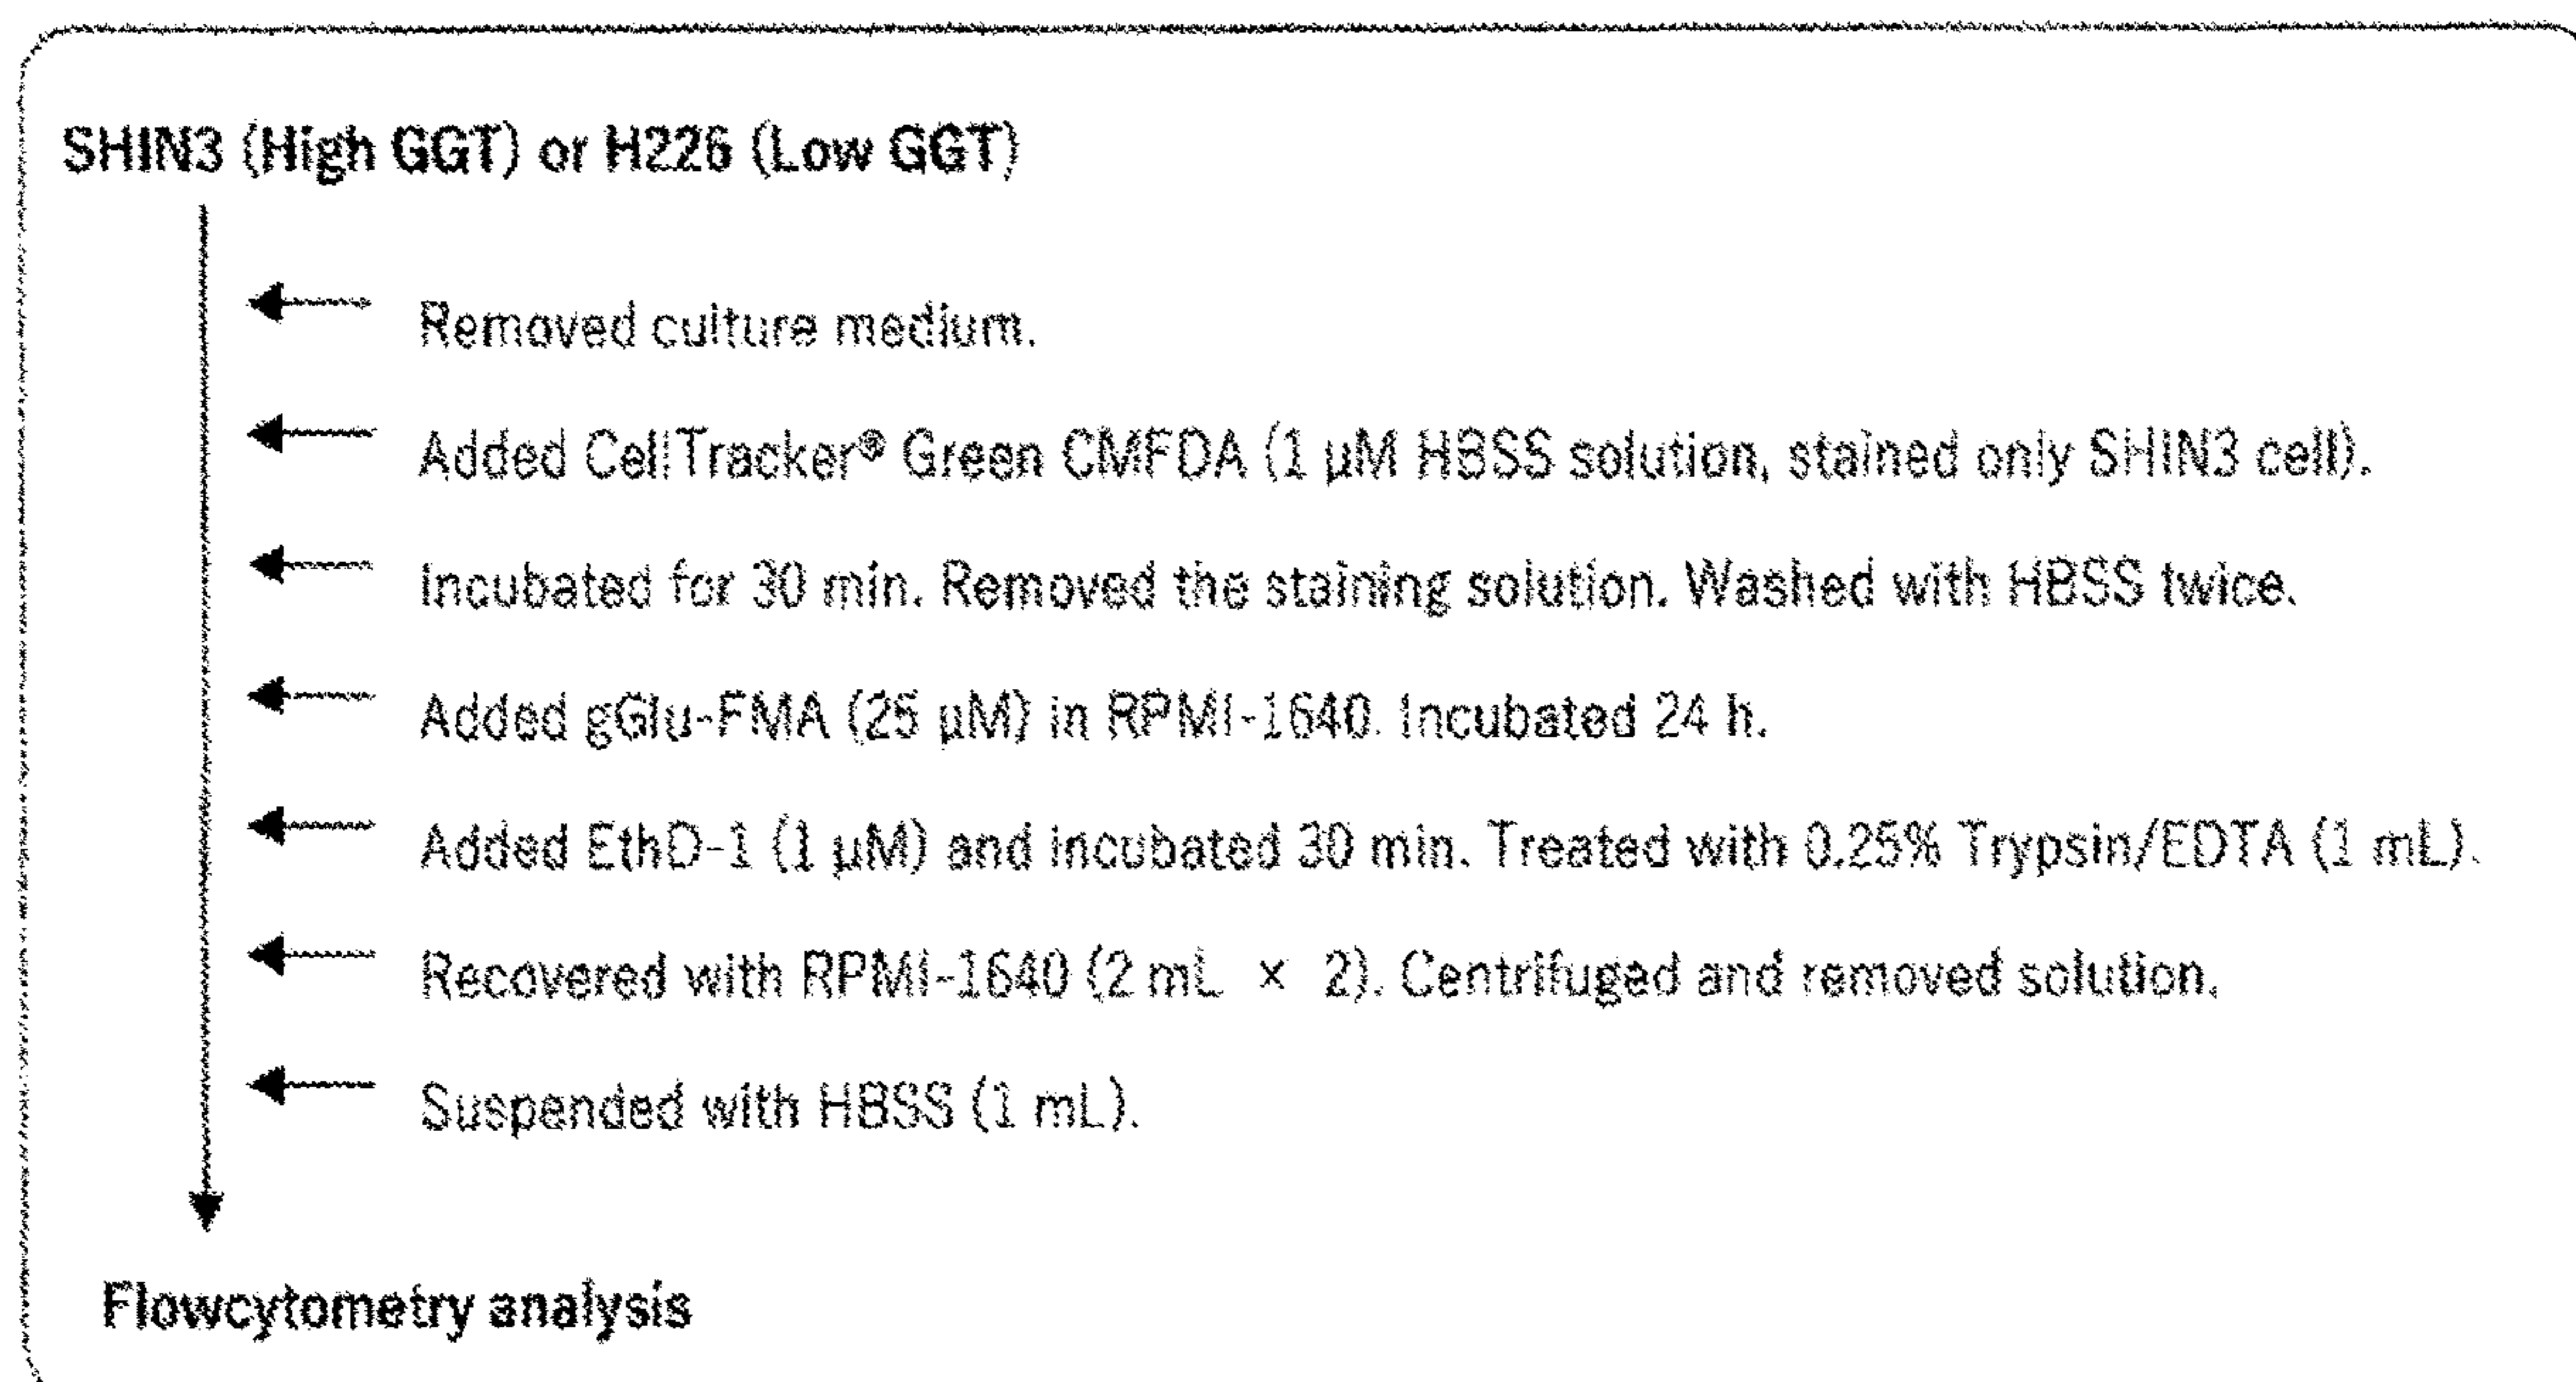 SHIN3 (High GGT) or H226 (Low GGT)
Removed culture medium.
Added CellTracker® Green CMFDA (1 μM HBSS solution, stained only SHIN3 cell).
Incubated for 30 min. Removed the staining solution. Washed with HBSS twice.
Added gGlu-FMA (25 μM) in RPMI-1640. Incubated 24 h.
Added EthD-1 (1 μM) and incubated 30 min. Treated with 0.25% Trypsin/EDTA (1 mL).
Recovered with RPMI-1640 (2 mL × 2). Centrifuged and removed solution.
Suspended with HBSS (1 mL).
Flowcytometry analysis